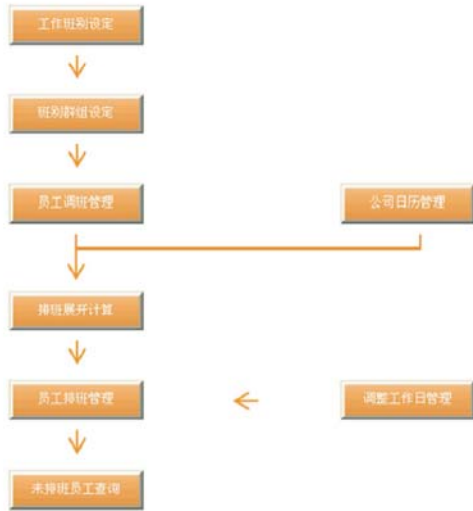 工作班别设定
班别群组设定
员工调班管理
公司日历管理
排班展开计算
员工排班管理
调整工作日管理
未排班员工查询